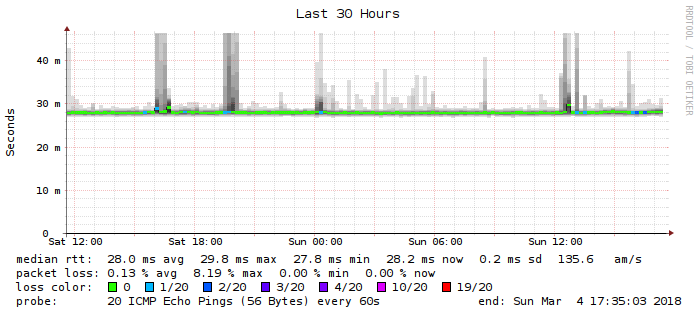 Last 30 Hours
RRDTOOL / TOBI OETIKER
Seconds
40 m
30 m
20 m
10 m
0
Sat 12:00 Sat 18:00 Sun 00:00 Sun 06:00 Sun 12:00
median rtt: 28.0 ms avg 29.8 ms max 27.8 ms min 28.2 ms now 0.2 ms sd 135.6 am/s
packet loss: 0.13 % avg 8.19 % max 0.00 % min 0.00 % now
loss color: 0 1/20 2/20 3/20 4/20 10/20 19/20
probe: 20 ICMP Echo Pings (56 Bytes) every 60s end: Sun Mar 4 17:35:03 2018